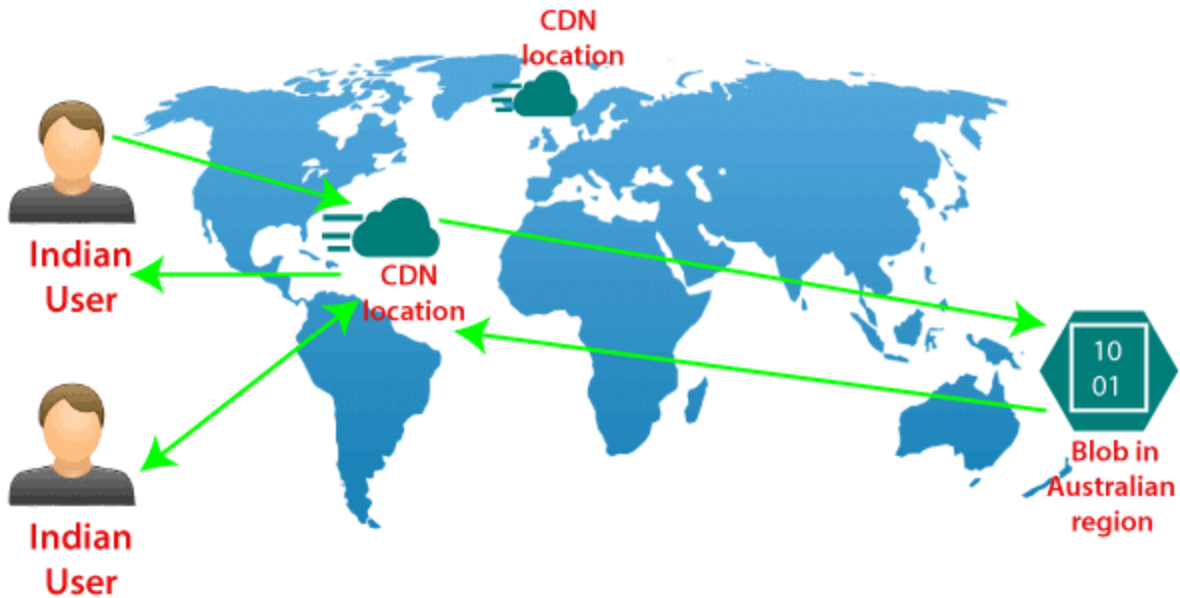 CDN
location
Indian
User
CDN
location
10
01
Blob in
Australian
region
Indian
User